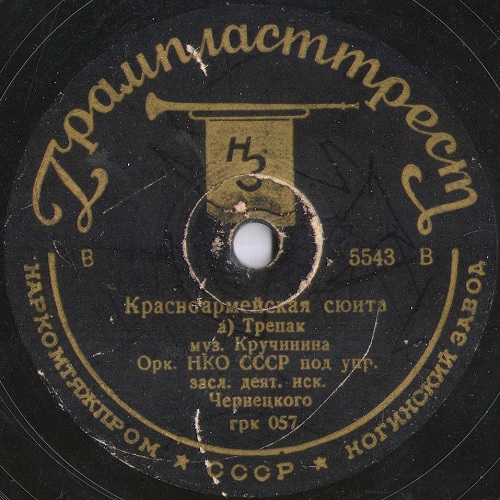 Грампласттрест
НЗ
В 5543 В
Красноармейская сюита
а) Трепак
муз. Кручинина
Орк. НКО СССР под упр.
засл. деят. иск.
Чернецкого
грк 057
НАРКОМТЯЖПРОМ ★ СССР ★ НОГИНСКИЙ ЗАВОД